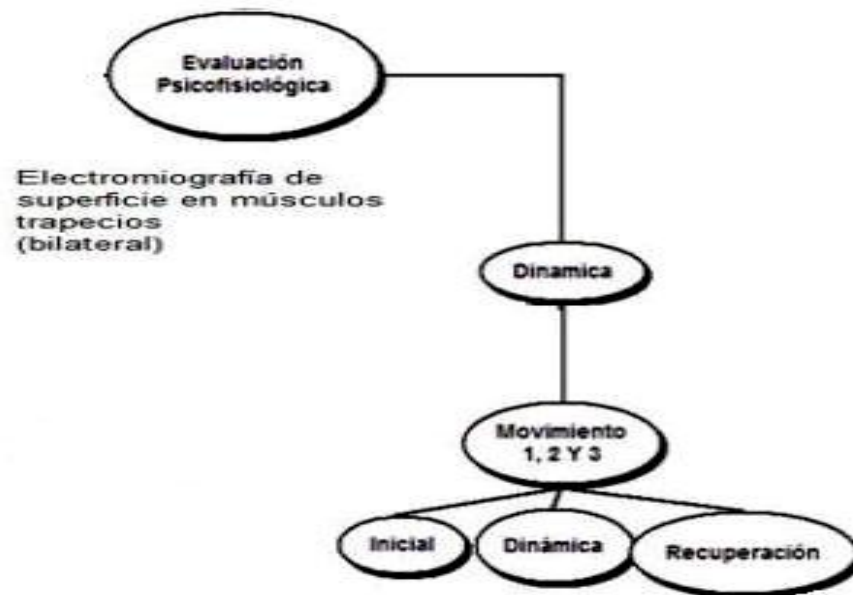 Evaluación
Psicofisiológica
Electromiografía de
superficie en músculos
trapecios
(bilateral)
Dinamica
Movimiento
1, 2 Y 3
Inicial
Dinámica
Recuperación